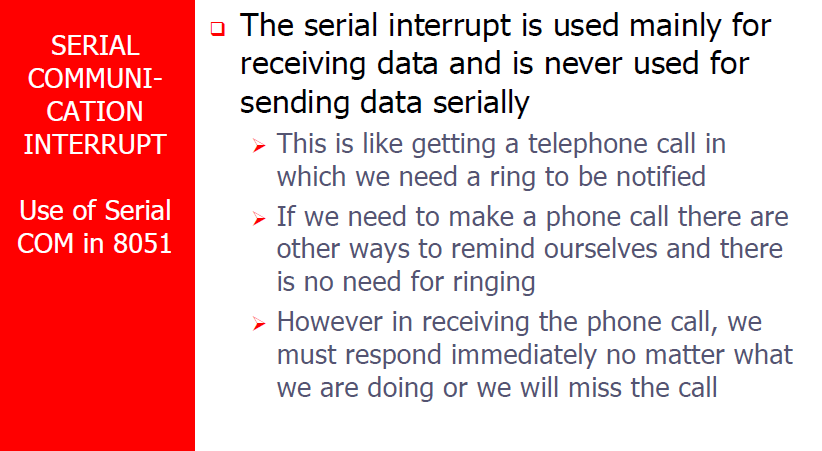 SERIAL
COMMUNI-
CATION
INTERRUPT
Use of Serial
COM in 8051
The serial interrupt is used mainly for
receiving data and is never used for
sending data serially
This is like getting a telephone call in
which we need a ring to be notified
If we need to make a phone call there are
other ways to remind ourselves and there
is no need for ringing
However in receiving the phone call, we
must respond immediately no matter what
we are doing or we will miss the call